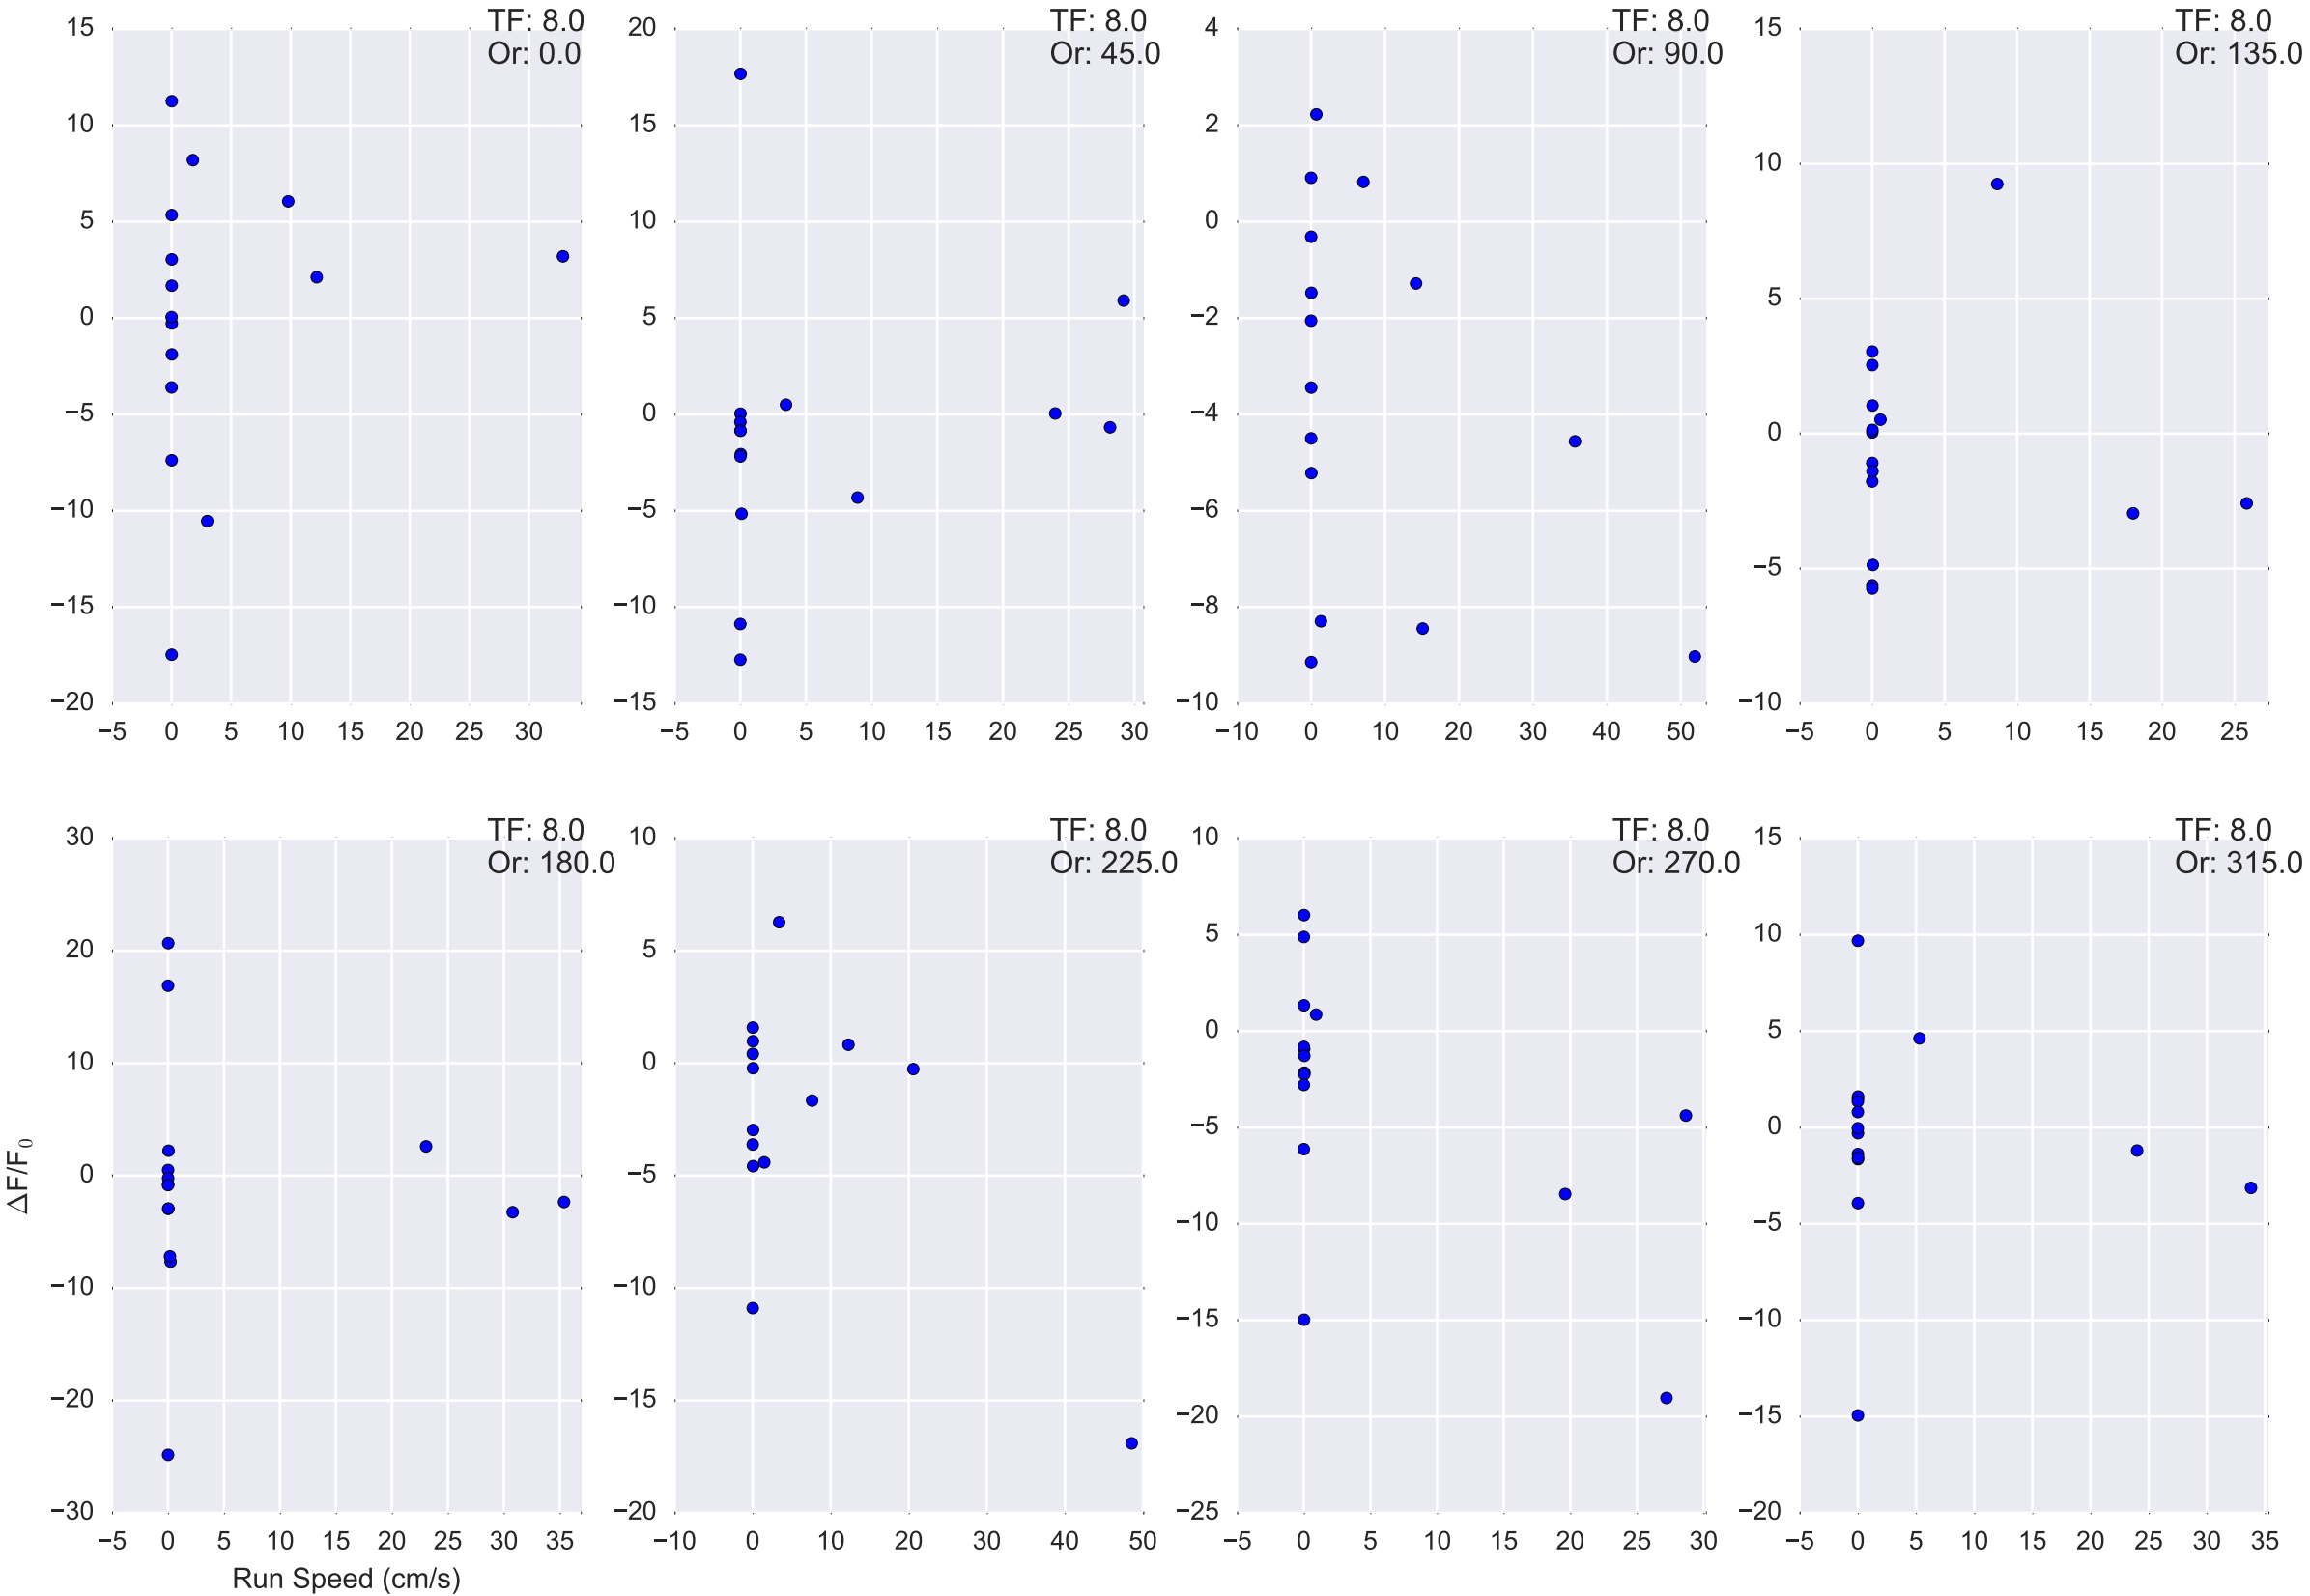 TF: 8.0
Or: 0.0
15
10
5
0
−5
−10
−15
−20
−5 0 5 10 15 20 25 30
TF: 8.0
Or: 45.0
20
15
10
5
0
−5
−10
−15
−5 0 5 10 15 20 25 30
TF: 8.0
Or: 90.0
4
2
0
−2
−4
−6
−8
−10
−10 0 10 20 30 40 50
TF: 8.0
Or: 135.0
15
10
5
0
−5
−10
−5 0 5 10 15 20 25
TF: 8.0
Or: 180.0
30
20
10
0
−10
−20
−30
−5 0 5 10 15 20 25 30 35
Run Speed (cm/s)
ΔF/F₀
TF: 8.0
Or: 225.0
10
5
0
−5
−10
−15
−20
−10 0 10 20 30 40 50
TF: 8.0
Or: 270.0
10
5
0
−5
−10
−15
−20
−25
−5 0 5 10 15 20 25 30
TF: 8.0
Or: 315.0
15
10
5
0
−5
−10
−15
−20
−5 0 5 10 15 20 25 30 35